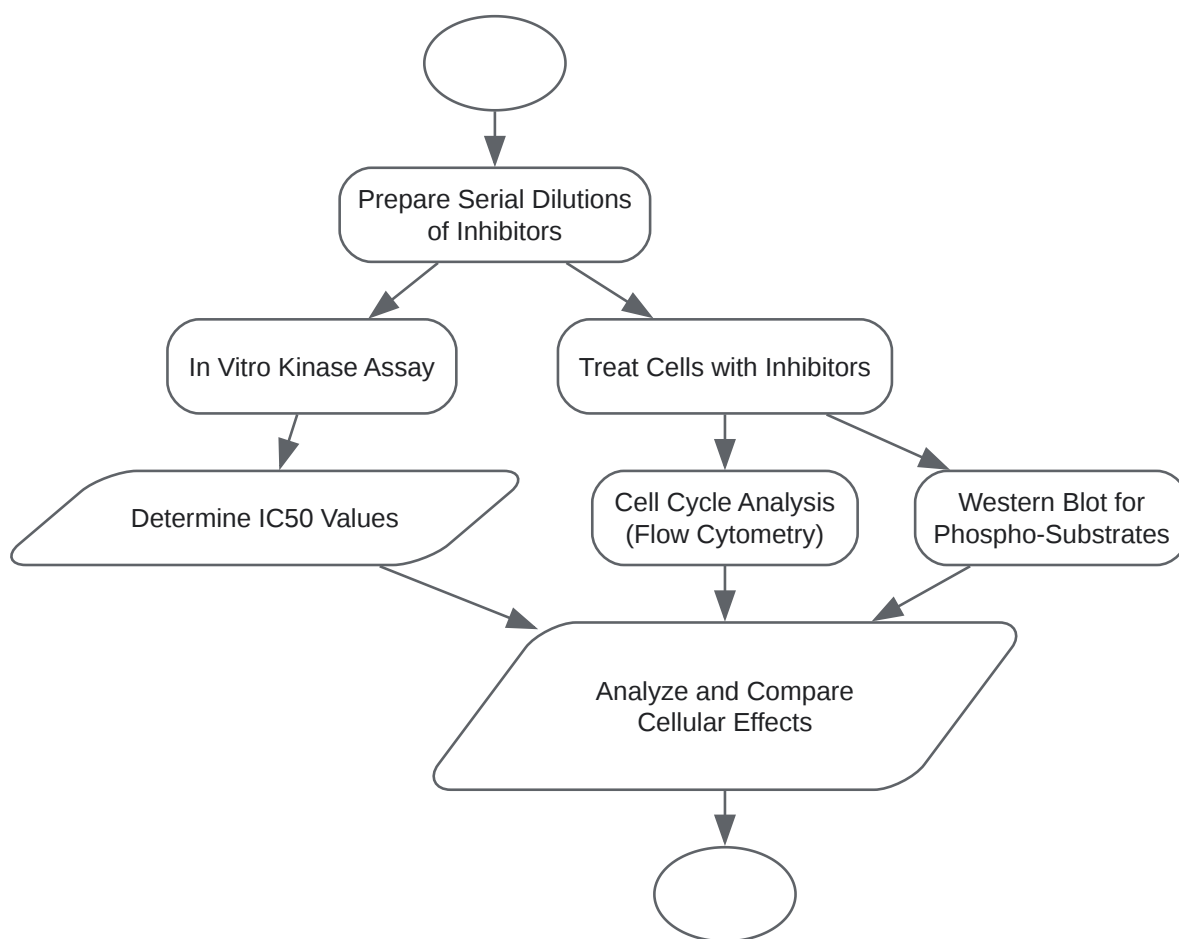 Prepare Serial Dilutions
of Inhibitors
In Vitro Kinase Assay
Treat Cells with Inhibitors
Determine IC50 Values
Cell Cycle Analysis
(Flow Cytometry)
Western Blot for
Phospho-Substrates
Analyze and Compare
Cellular Effects